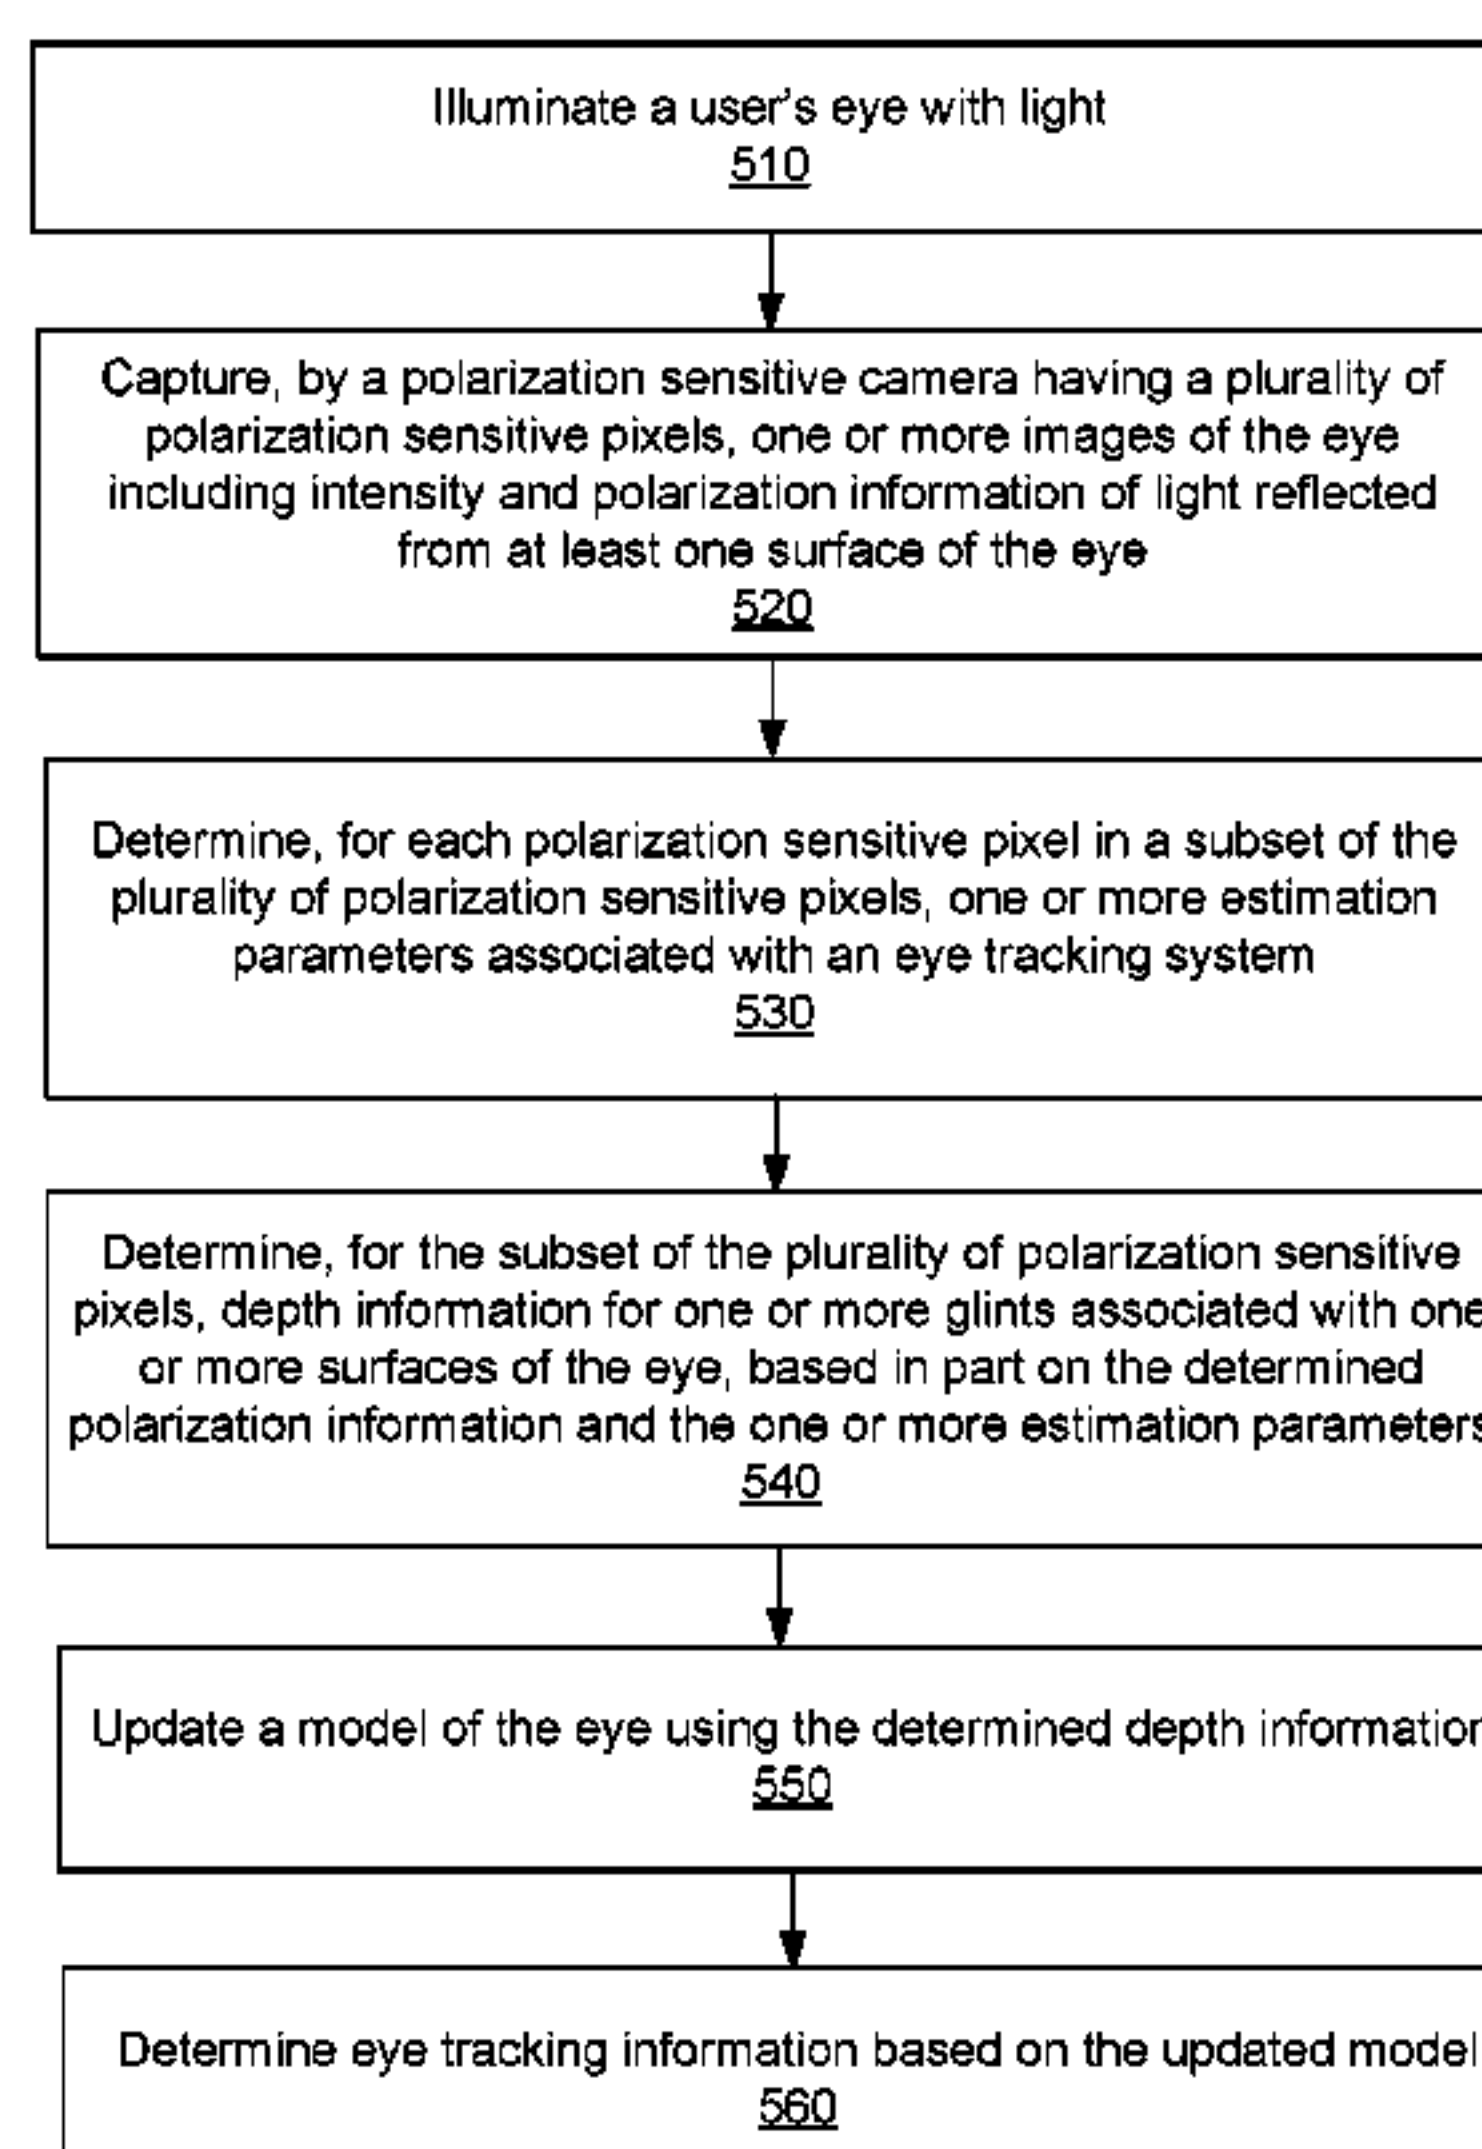 Illuminate a user's eye with light
510
Capture, by a polarization sensitive camera having a plurality of
polarization sensitive pixels, one or more images of the eye
including intensity and polarization information of light reflected
from at least one surface of the eye
520
Determine, for each polarization sensitive pixel in a subset of the
plurality of polarization sensitive pixels, one or more estimation
parameters associated with an eye tracking system
530
Determine, for the subset of the plurality of polarization sensitive
pixels, depth information for one or more glints associated with one
or more surfaces of the eye, based in part on the determined
polarization information and the one or more estimation parameters
540
Update a model of the eye using the determined depth information
550
Determine eye tracking information based on the updated model
560